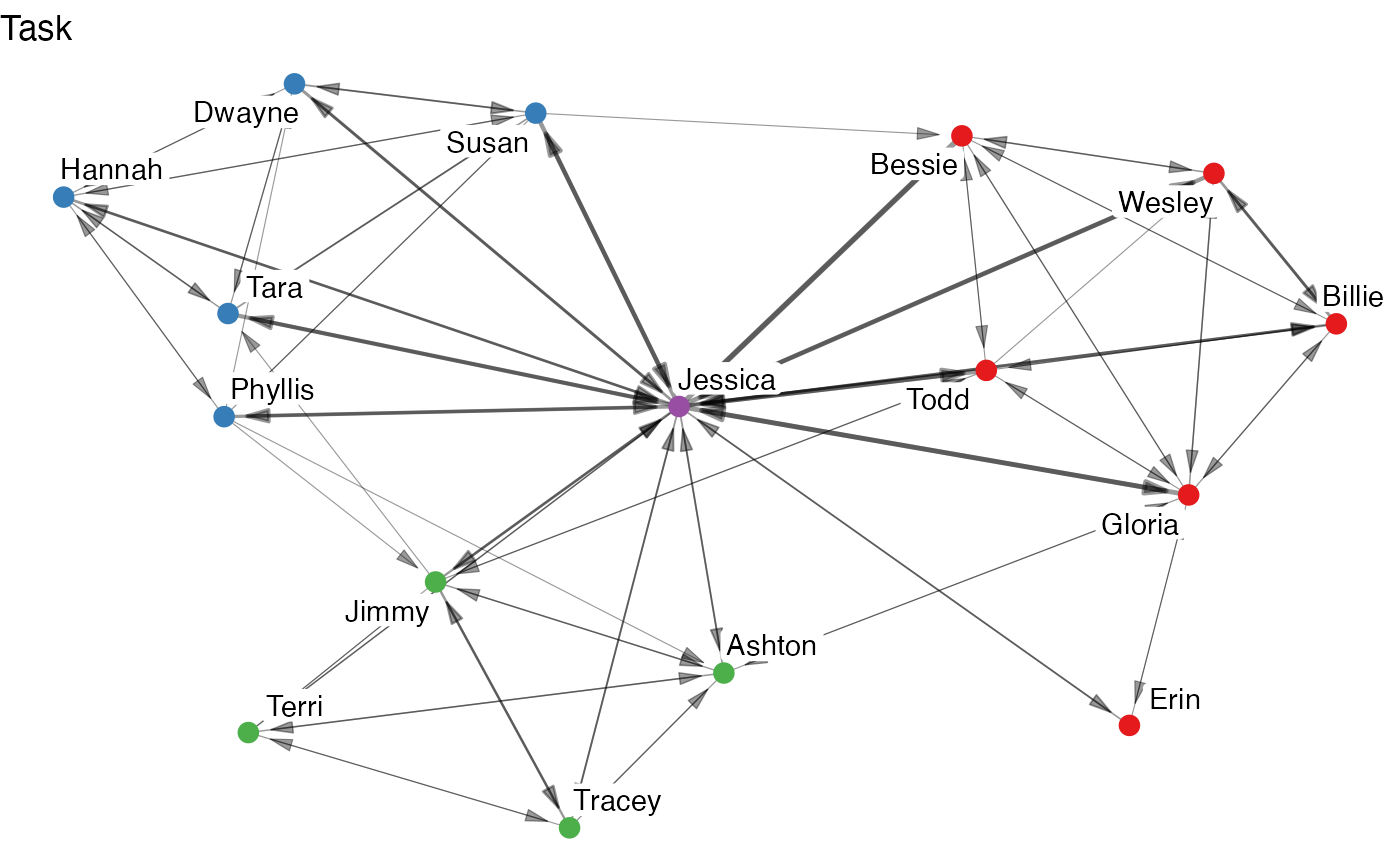 Task
Dwayne
Susan
Hannah
Bessie
Wesley
Tara
Billie
Phyllis
Jessica
Todd
Gloria
Jimmy
Ashton
Terri
Erin
Tracey